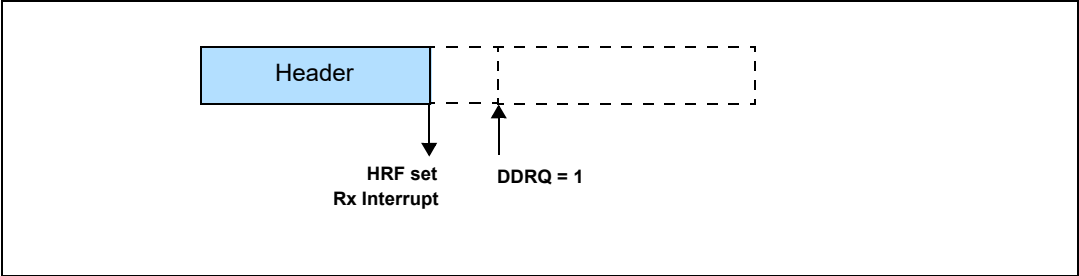 Header
HRF set
Rx Interrupt
DDRQ = 1